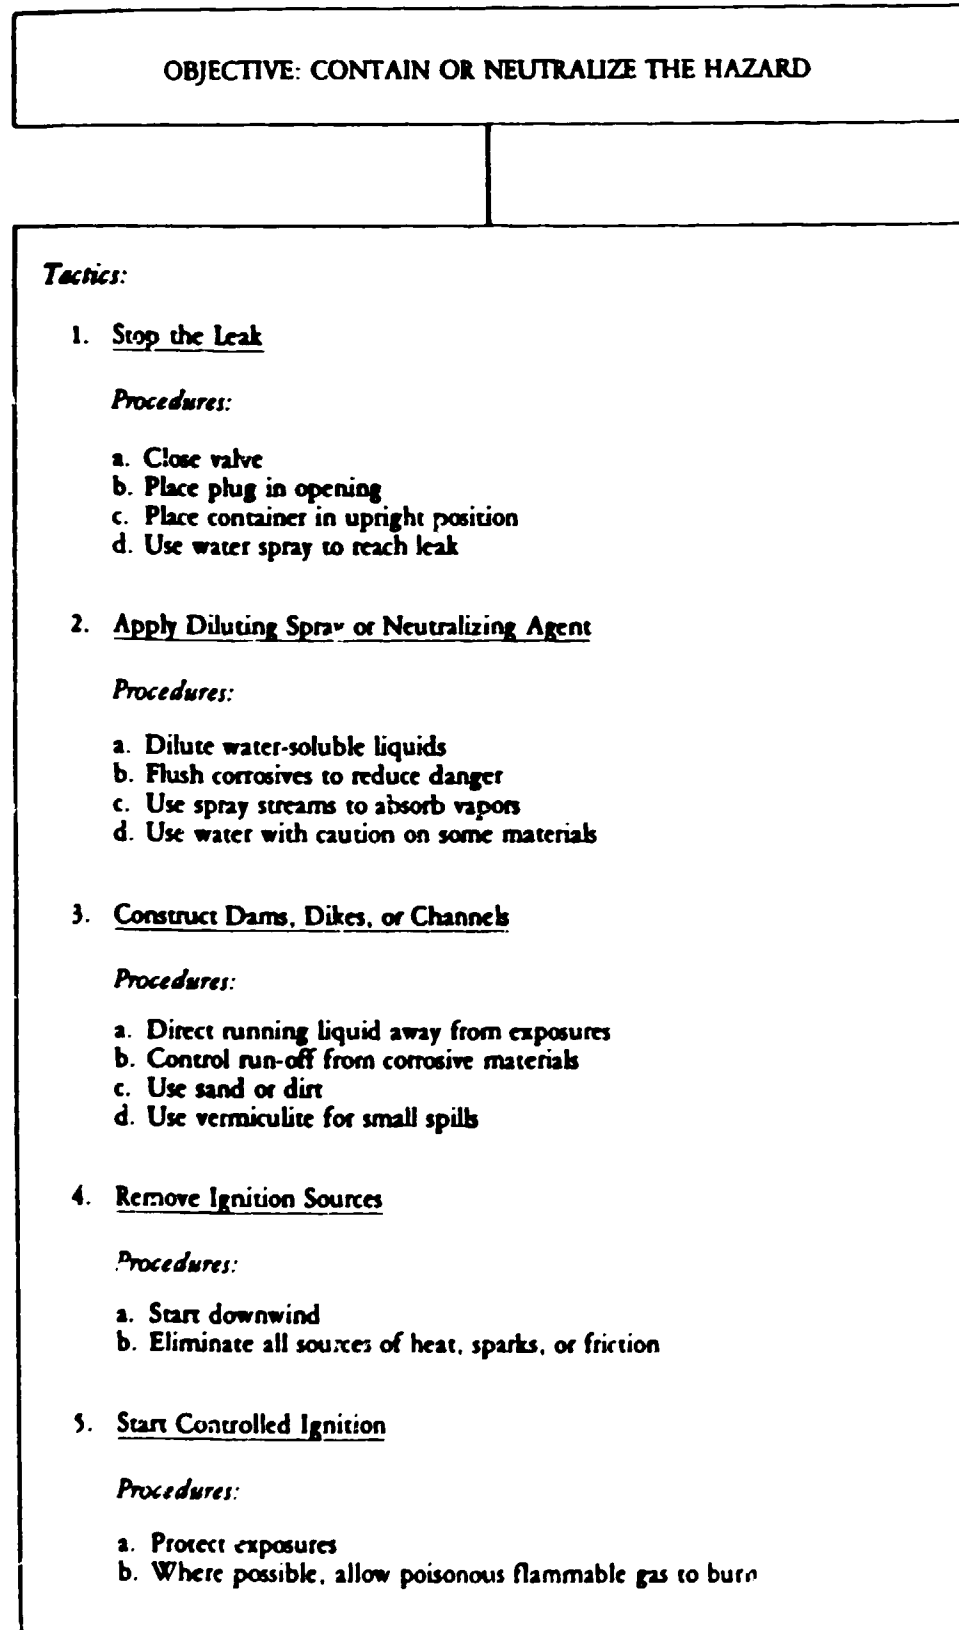 OBJECTIVE: CONTAIN OR NEUTRALIZE THE HAZARD
Tactics:
1. Stop the Leak
Procedures:
a. Close valve
b. Place plug in opening
c. Place container in upright position
d. Use water spray to reach leak
2. Apply Diluting Spray or Neutralizing Agent
Procedures:
a. Dilute water-soluble liquids
b. Flush corrosives to reduce danger
c. Use spray streams to absorb vapors
d. Use water with caution on some materials
3. Construct Dams, Dikes, or Channels
Procedures:
a. Direct running liquid away from exposures
b. Control run-off from corrosive materials
c. Use sand or dirt
d. Use vermiculite for small spills
4. Remove Ignition Sources
Procedures:
a. Start downwind
b. Eliminate all sources of heat, sparks, or friction
5. Start Controlled Ignition
Procedures:
a. Protect exposures
b. Where possible, allow poisonous flammable gas to burn